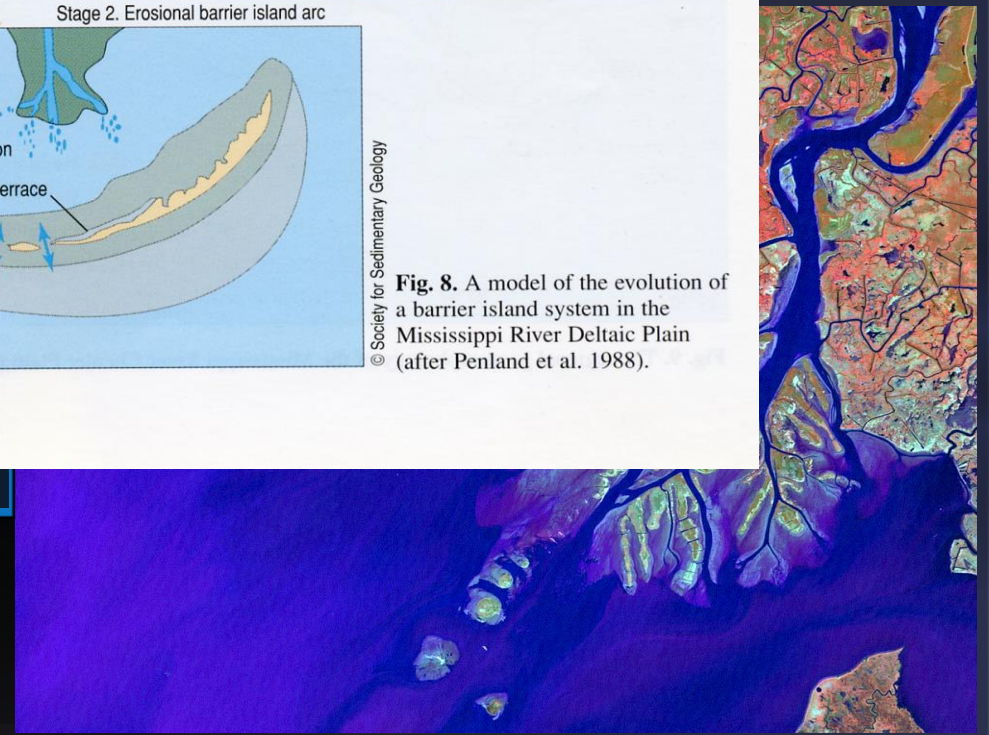 Stage 2. Erosional barrier island arc
on
errace
© Society for Sedimentary Geology
Fig. 8. A model of the evolution of
a barrier island system in the
Mississippi River Deltaic Plain
(after Penland et al. 1988).